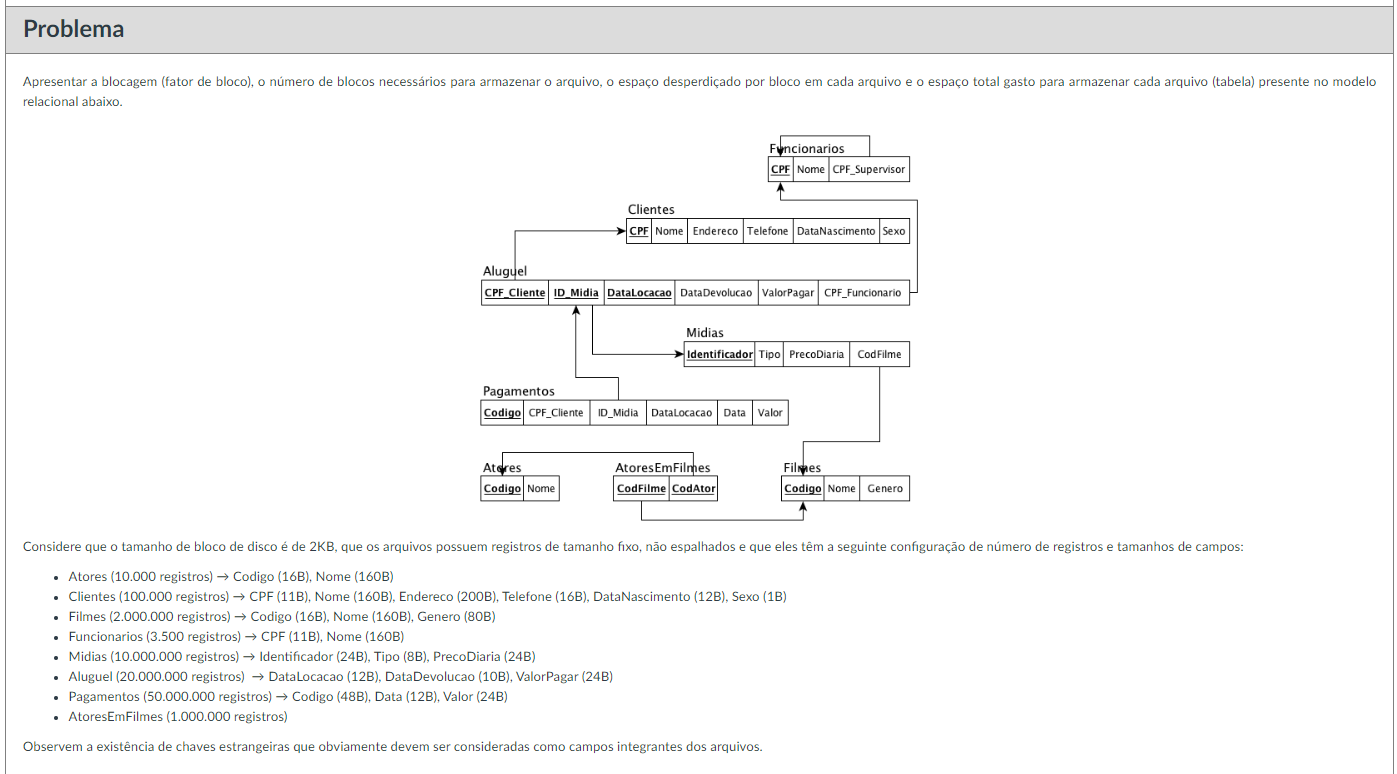 Problema
Apresentar a blocagem (fator de bloco), o número de blocos necessários para armazenar o arquivo, o espaço desperdiçado por bloco em cada arquivo e o espaço total gasto para armazenar cada arquivo (tabela) presente no modelo
relacional abaixo.
Funcionarios
CPF Nome CPF_Supervisor
Clientes
CPF Nome Endereco Telefone DataNascimento Sexo
Aluguel
CPF_Cliente ID_Midia DataLocacao DataDevolucao ValorPagar CPF_Funcionario
Midias
Identificador Tipo PrecoDiaria CodFilme
Pagamentos
Codigo CPF_Cliente ID_Midia DataLocacao Data Valor
Atores AtoresEmFilmes Filmes
Codigo Nome CodFilme CodAtor Codigo Nome Genero
Considere que o tamanho de bloco de disco é de 2KB, que os arquivos possuem registros de tamanho fixo, não espalhados e que eles têm a seguinte configuração de número de registros e tamanhos de campos:
• Atores (10.000 registros) → Codigo (16B), Nome (160B)
• Clientes (100.000 registros) → CPF (11B), Nome (160B), Endereco (200B), Telefone (16B), DataNascimento (12B), Sexo (1B)
• Filmes (2.000.000 registros) → Codigo (16B), Nome (160B), Genero (80B)
• Funcionarios (3.500 registros) → CPF (11B), Nome (160B)
• Midias (10.000.000 registros) → Identificador (24B), Tipo (8B), PrecoDiaria (24B)
• Aluguel (20.000.000 registros) → DataLocacao (12B), DataDevolucao (10B), ValorPagar (24B)
• Pagamentos (50.000.000 registros) → Codigo (48B), Data (12B), Valor (24B)
• AtoresEmFilmes (1.000.000 registros)
Observem a existência de chaves estrangeiras que obviamente devem ser consideradas como campos integrantes dos arquivos.